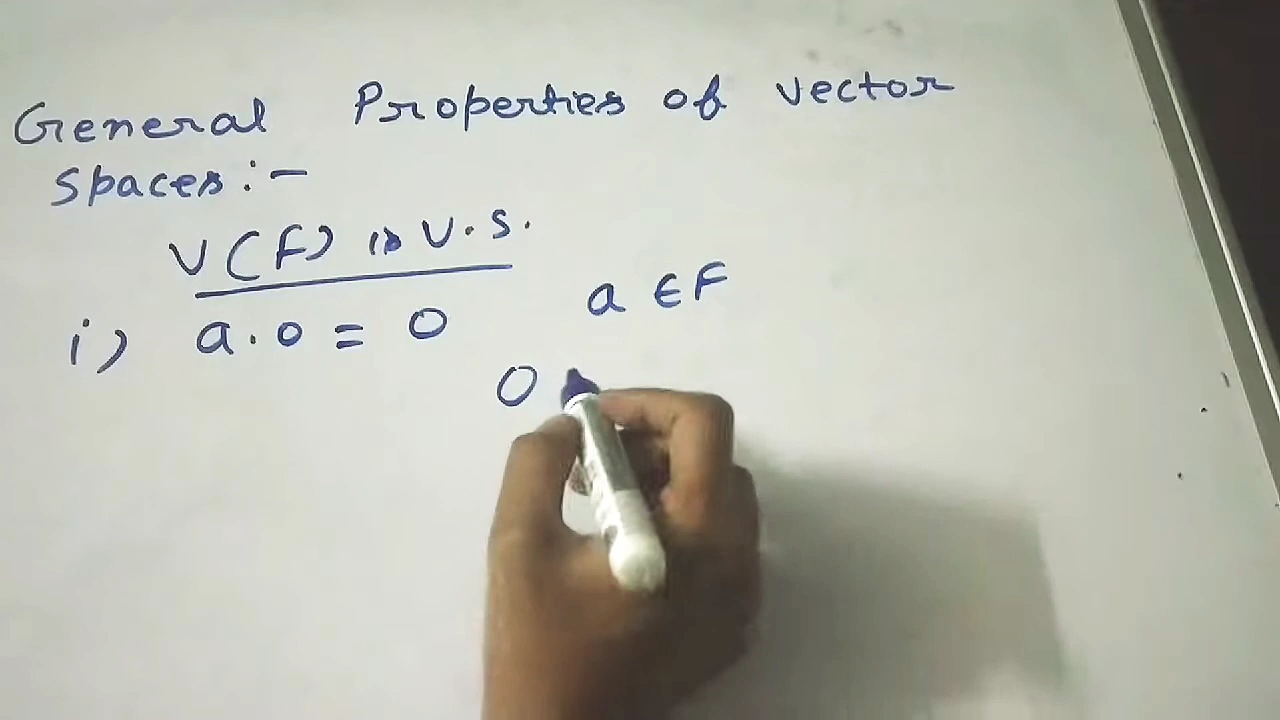 General Properties of vector
spaces:-
V(F) is V.S.
i) a.0 = 0 a ∈ F
0